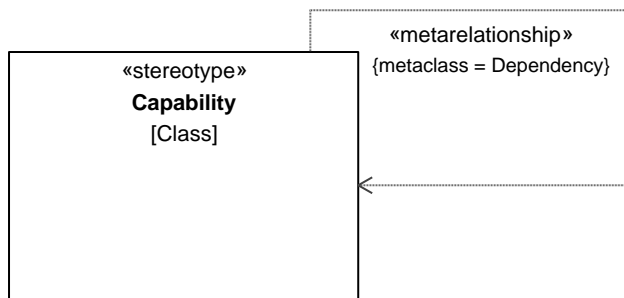 «metarelationship»
{metaclass = Dependency}
«stereotype»
Capability
[Class]